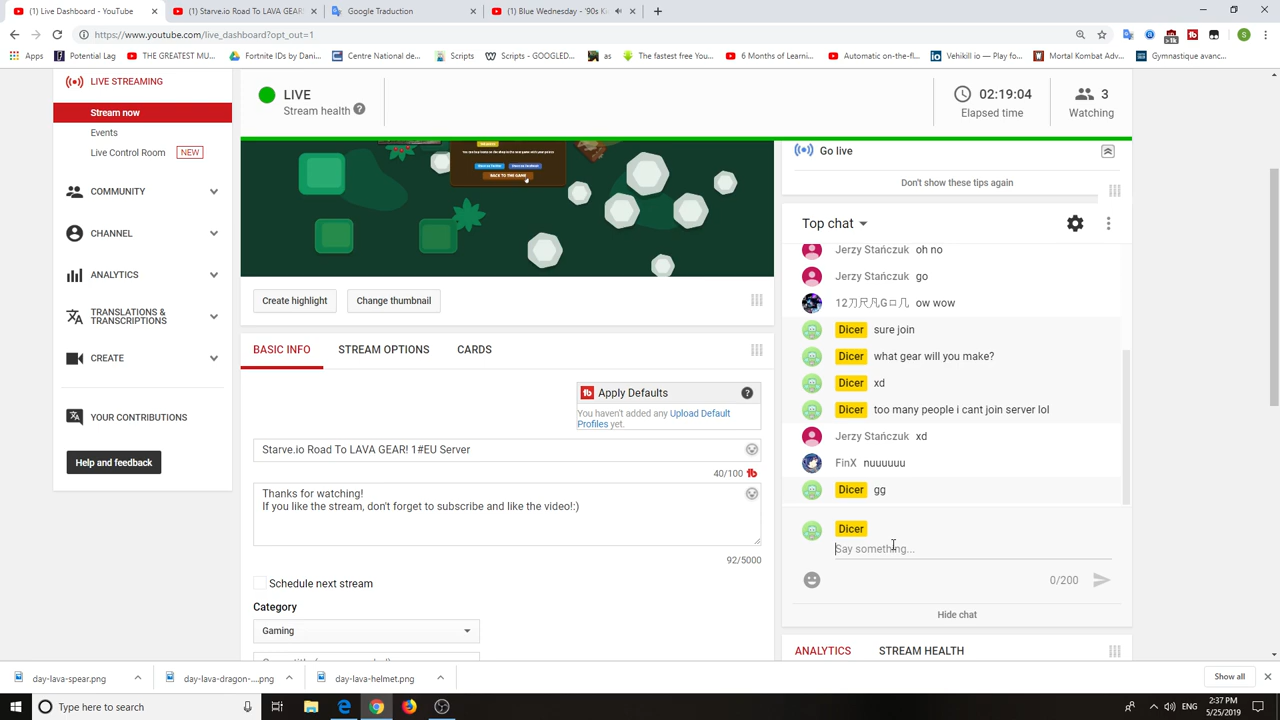 (1) Live Dashboard - YouTube
(1) Starve.io Road To LAVA GEAR!
Google Traduction
(1) Blue Wednesday - '90s K
https://www.youtube.com/live_dashboard?opt_out=1
Apps
Potential Lag
THE GREATEST MU...
Fortnite IDs by Dani...
Centre National de...
Scripts
Scripts - GOOGLED...
as
The fastest free You...
6 Months of Learni...
Automatic on-the-fl...
Vehikill io — Play fo...
Mortal Kombat Adv...
Gymnastique avanc...
LIVE STREAMING
Stream now
Events
Live Control Room NEW
COMMUNITY
CHANNEL
ANALYTICS
TRANSLATIONS &
TRANSCRIPTIONS
CREATE
YOUR CONTRIBUTIONS
Help and feedback
LIVE
Stream health
02:19:04
Elapsed time
3
Watching
BACK TO THE GAME
Create highlight
Change thumbnail
BASIC INFO
STREAM OPTIONS
CARDS
Apply Defaults
You haven't added any Upload Default
Profiles yet.
Starve.io Road To LAVA GEAR! 1#EU Server
40/100
Thanks for watching!
If you like the stream, don't forget to subscribe and like the video!:)
92/5000
Schedule next stream
Category
Gaming
Go live
Don't show these tips again
Top chat
Jerzy Stańczuk oh no
Jerzy Stańczuk go
12刀尺凡Gロ几 ow wow
Dicer sure join
Dicer what gear will you make?
Dicer xd
Dicer too many people i cant join server lol
Jerzy Stańczuk xd
FinX nuuuuuu
Dicer gg
Dicer
Say something...
0/200
Hide chat
ANALYTICS
STREAM HEALTH
day-lava-spear.png
day-lava-dragon-....png
day-lava-helmet.png
Show all
Type here to search
ENG
2:37 PM
5/25/2019